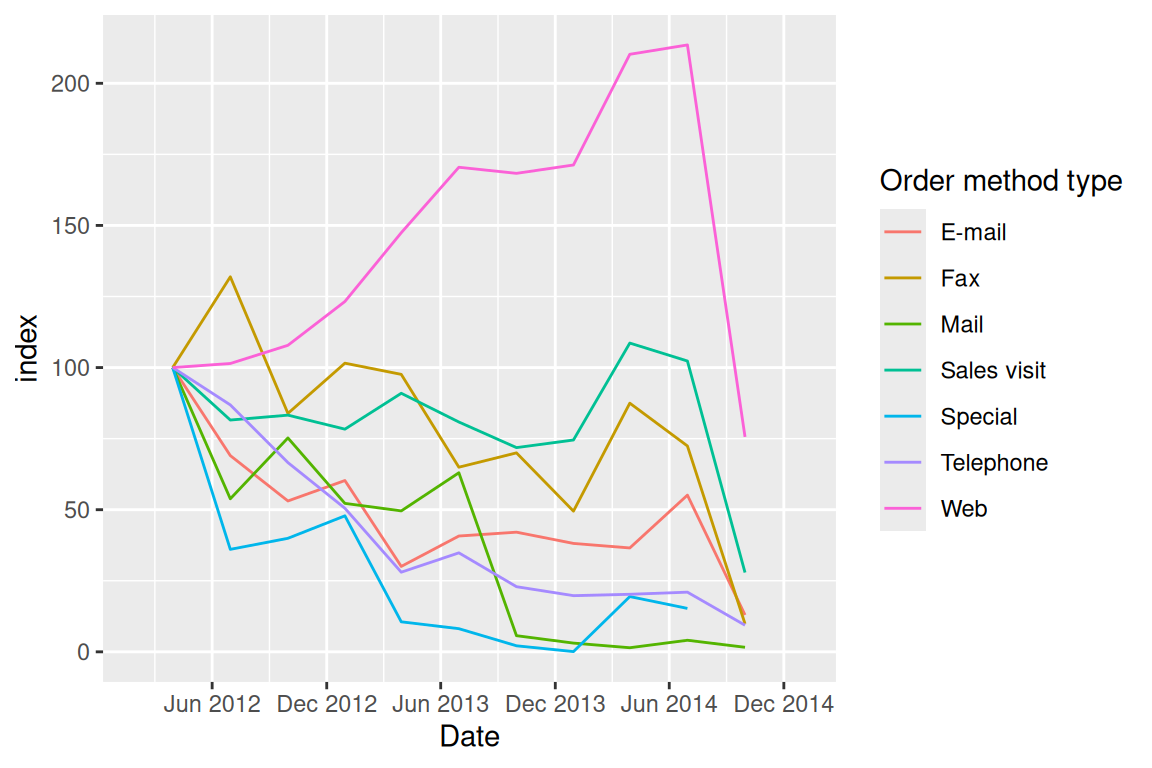 200
150
100
50
0
index
Jun 2012 Dec 2012 Jun 2013 Dec 2013 Jun 2014 Dec 2014
Date
Order method type
E-mail
Fax
Mail
Sales visit
Special
Telephone
Web